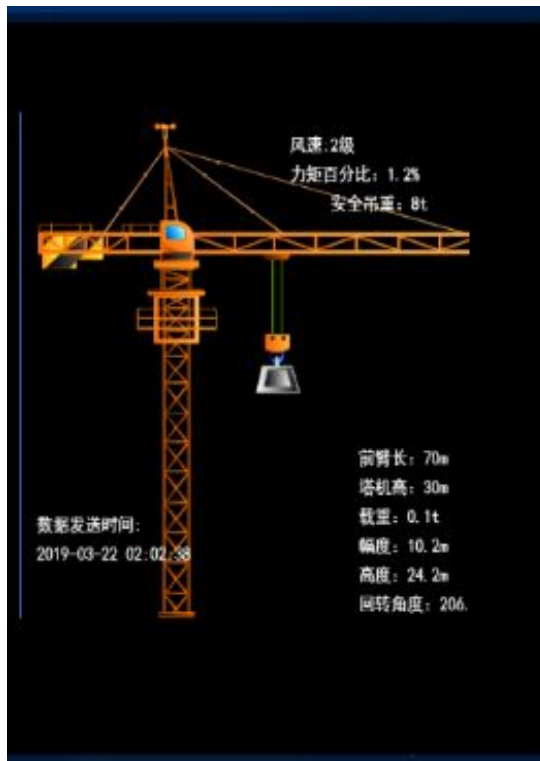 风速:2级
力矩百分比: 1.2%
安全吊重: 8t
前臂长: 70m
塔机高: 30m
载重: 0.1t
幅度: 10.2m
高度: 24.2m
回转角度: 206.
数据发送时间:
2019-03-22 02:02:38